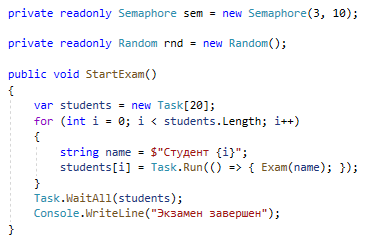 private readonly Semaphore sem = new Semaphore(3, 10);
private readonly Random rnd = new Random();
public void StartExam()
{
var students = new Task[20];
for (int i = 0; i < students.Length; i++)
{
string name = $"Студент {i}";
students[i] = Task.Run(() => { Exam(name); });
}
Task.WaitAll(students);
Console.WriteLine("Экзамен завершен");
}